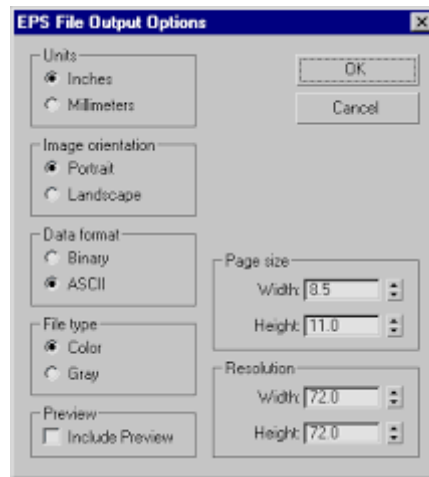 EPS File Output Options
Units
Inches
Millimeters
OK
Cancel
Image orientation
Portrait
Landscape
Data format
Binary
ASCII
File type
Color
Gray
Preview
Include Preview
Page size
Width: 8.5
Height: 11.0
Resolution
Width: 72.0
Height: 72.0